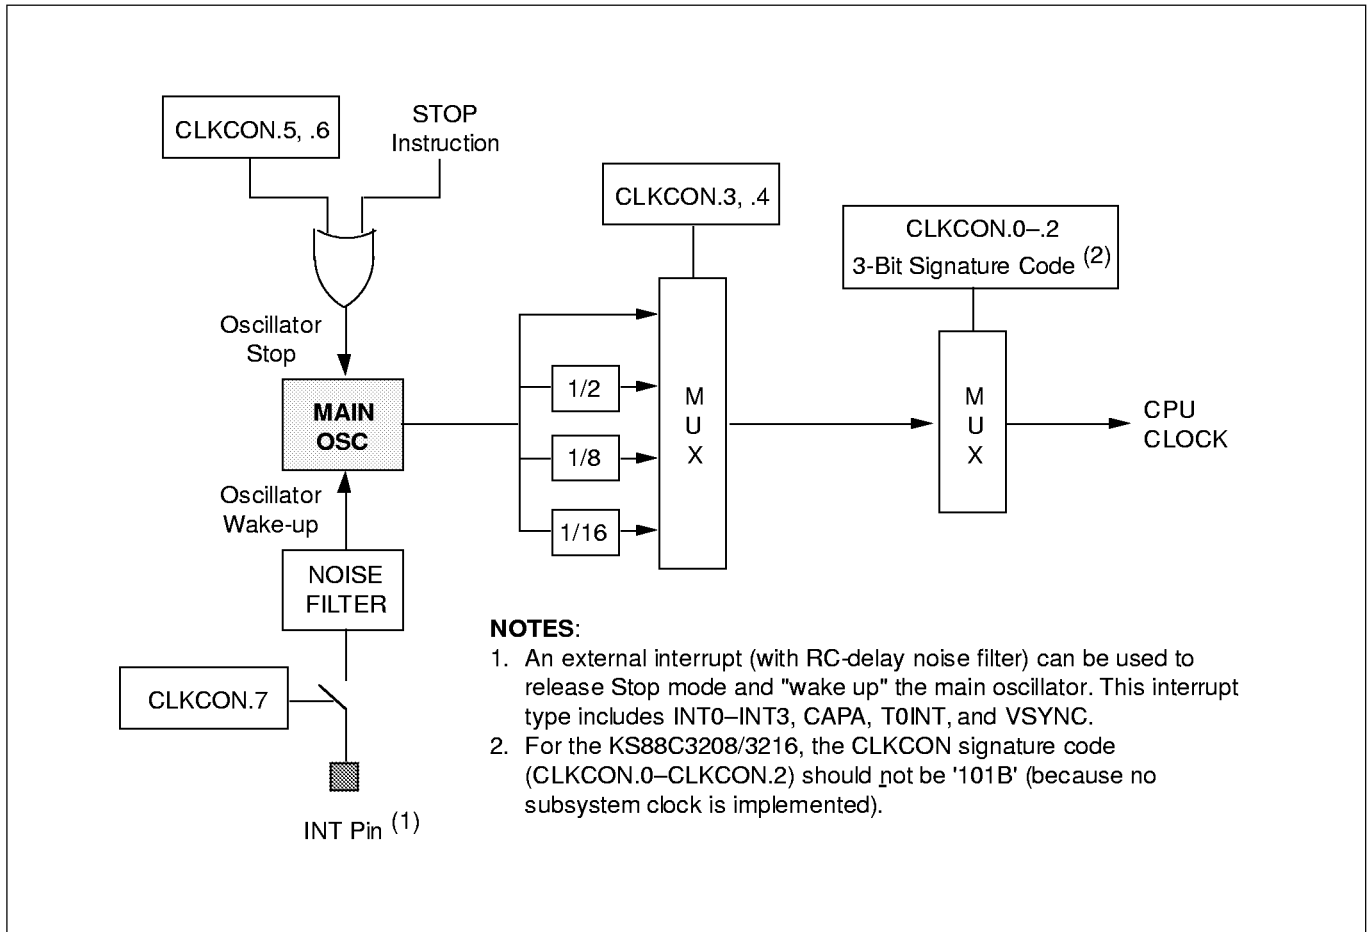 CLKCON.5, .6
STOP
Instruction
CLKCON.3, .4
CLKCON.0–.2
3-Bit Signature Code (2)
Oscillator
Stop
MAIN
OSC
1/2
1/8
1/16
M
U
X
M
U
X
CPU
CLOCK
Oscillator
Wake-up
NOISE
FILTER
CLKCON.7
INT Pin (1)
NOTES:
1. An external interrupt (with RC-delay noise filter) can be used to
release Stop mode and "wake up" the main oscillator. This interrupt
type includes INT0–INT3, CAPA, T0INT, and VSYNC.
2. For the KS88C3208/3216, the CLKCON signature code
(CLKCON.0–CLKCON.2) should not be '101B' (because no
subsystem clock is implemented).